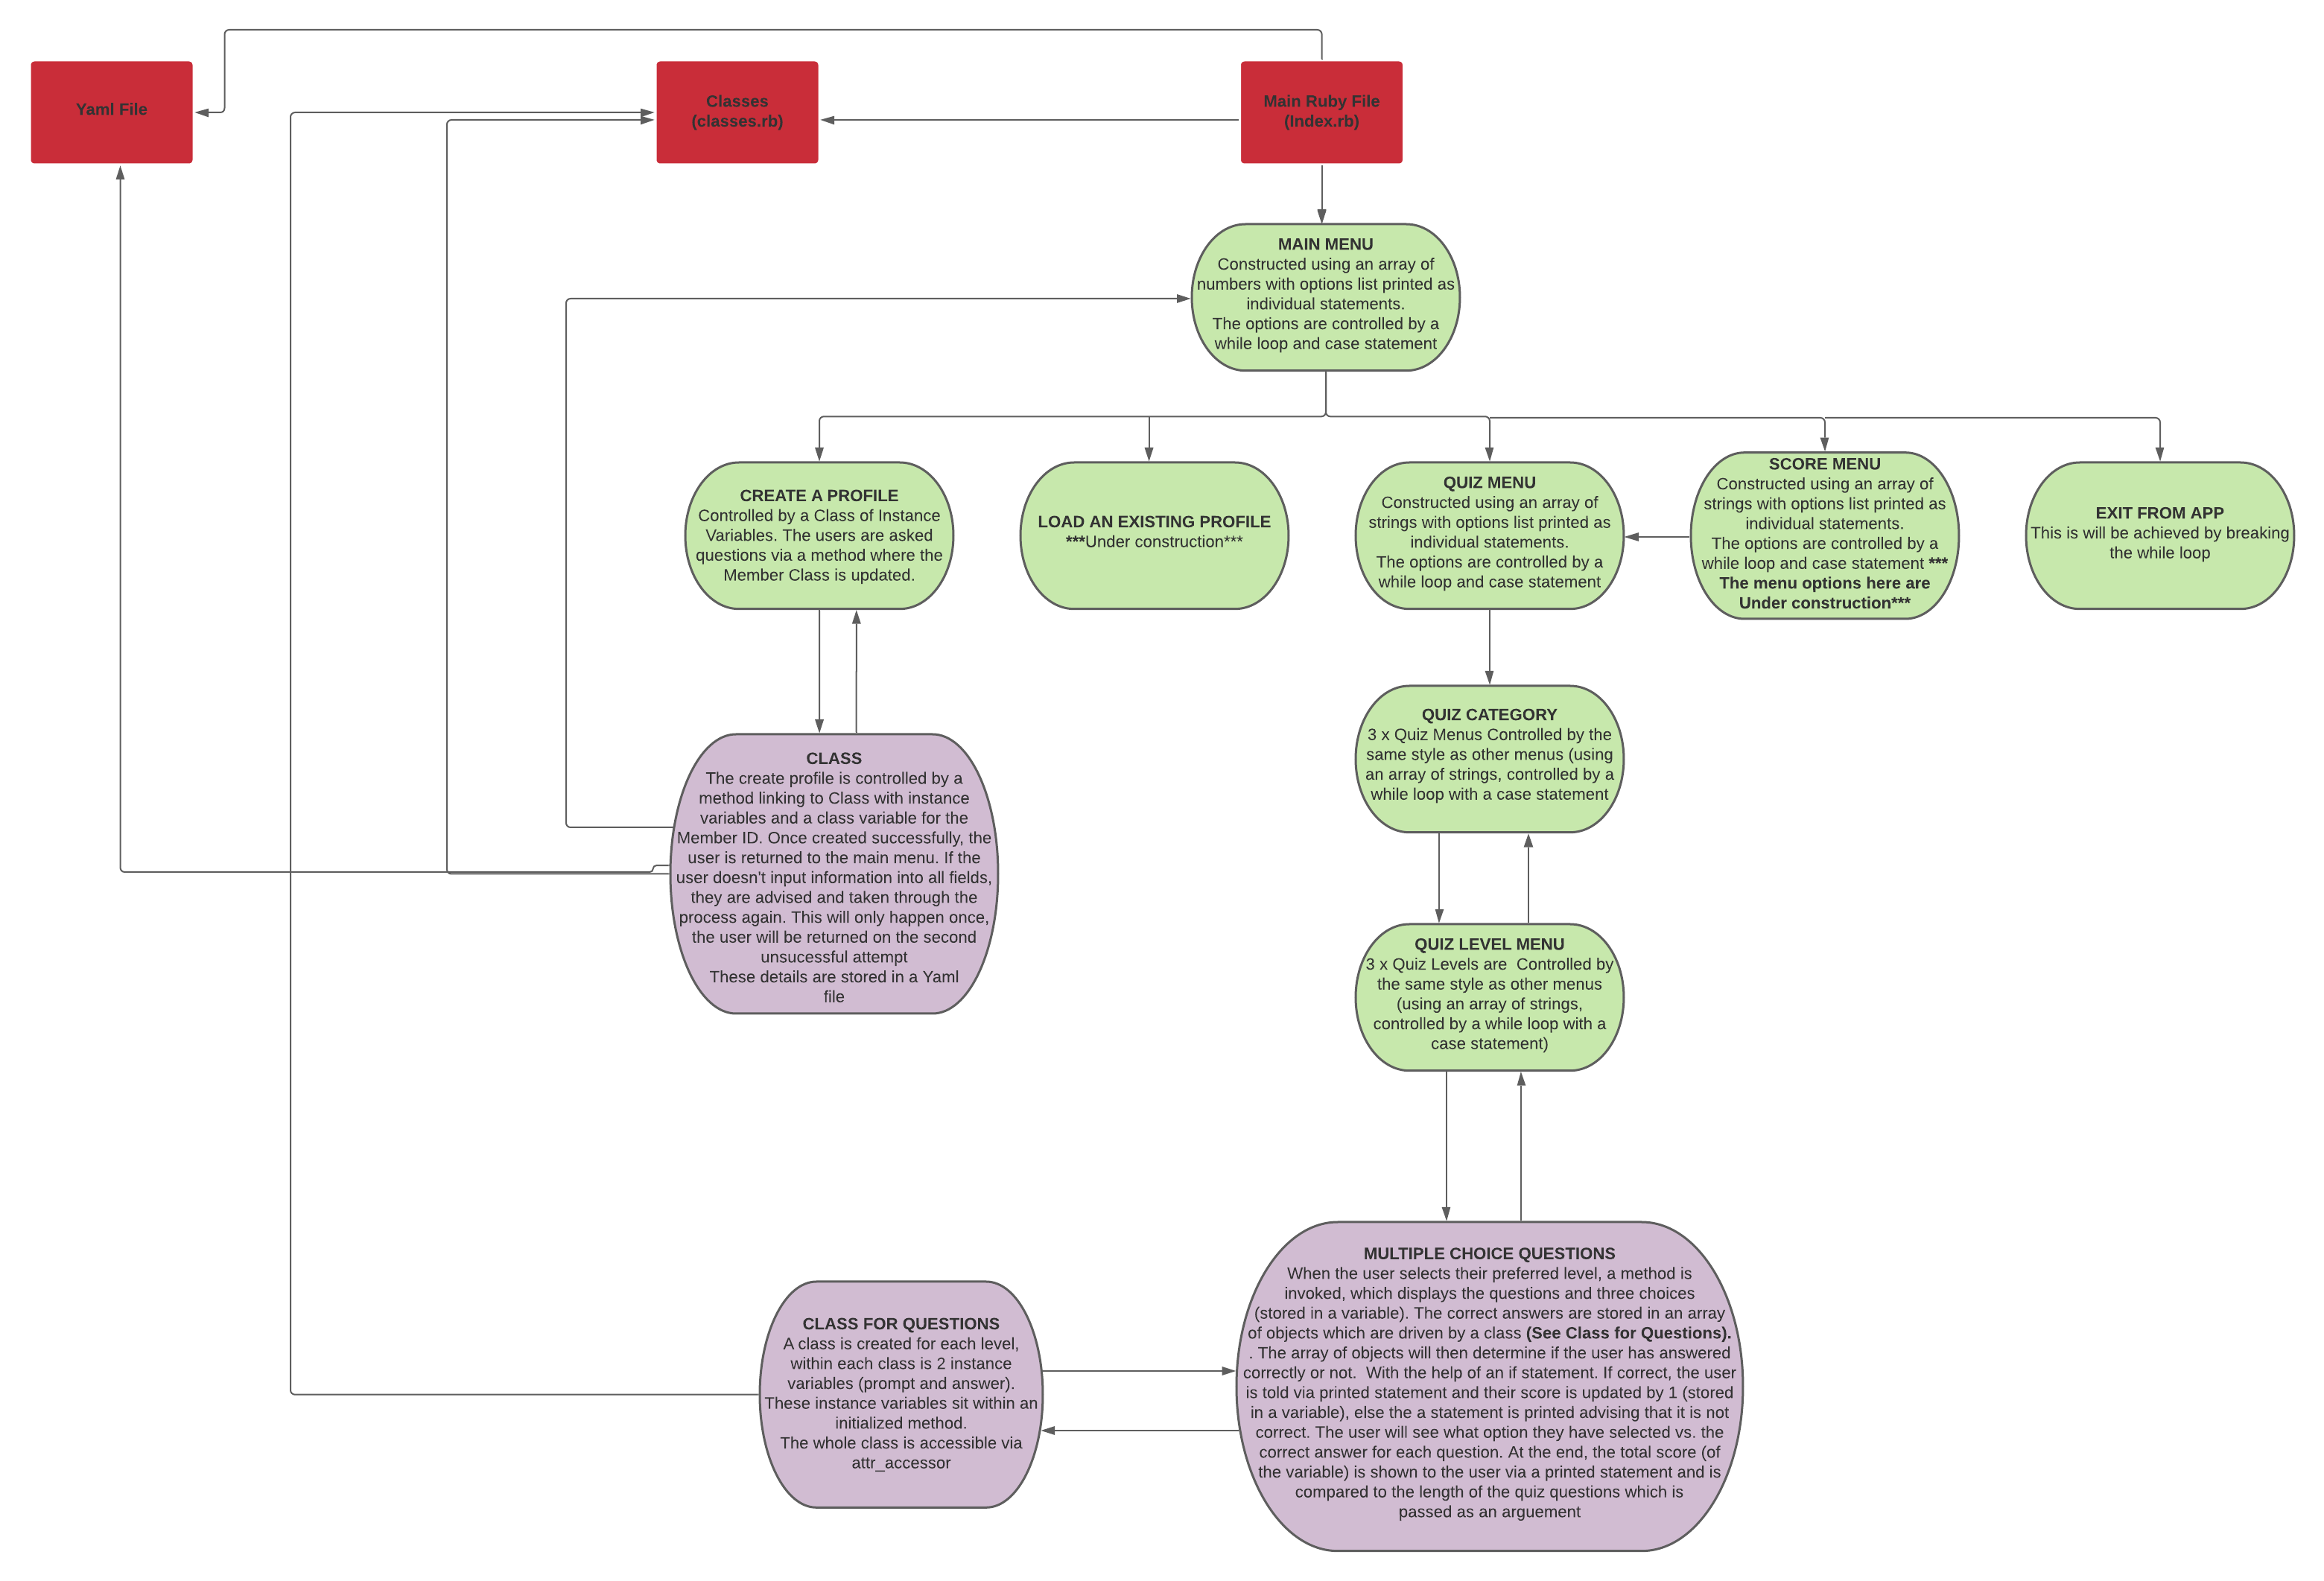 Yaml File
Classes
(classes.rb)
Main Ruby File
(Index.rb)
MAIN MENU
Constructed using an array of
numbers with options list printed as
individual statements.
The options are controlled by a
while loop and case statement
CREATE A PROFILE
Controlled by a Class of Instance
Variables. The users are asked
questions via a method where the
Member Class is updated.
LOAD AN EXISTING PROFILE
***Under construction***
QUIZ MENU
Constructed using an array of
strings with options list printed as
individual statements.
The options are controlled by a
while loop and case statement
SCORE MENU
Constructed using an array of
strings with options list printed as
individual statements.
The options are controlled by a
while loop and case statement ***
The menu options here are
Under construction***
EXIT FROM APP
This is will be achieved by breaking
the while loop
CLASS
The create profile is controlled by a
method linking to Class with instance
variables and a class variable for the
Member ID. Once created successfully, the
user is returned to the main menu. If the
user doesn't input information into all fields,
they are advised and taken through the
process again. This will only happen once,
the user will be returned on the second
unsucessful attempt
These details are stored in a Yaml
file
QUIZ CATEGORY
3 x Quiz Menus Controlled by the
same style as other menus (using
an array of strings, controlled by a
while loop with a case statement
QUIZ LEVEL MENU
3 x Quiz Levels are  Controlled by
the same style as other menus
(using an array of strings,
controlled by a while loop with a
case statement)
CLASS FOR QUESTIONS
A class is created for each level,
within each class is 2 instance
variables (prompt and answer).
These instance variables sit within an
initialized method.
The whole class is accessible via
attr_accessor
MULTIPLE CHOICE QUESTIONS
When the user selects their preferred level, a method is
invoked, which displays the questions and three choices
(stored in a variable). The correct answers are stored in an array
of objects which are driven by a class (See Class for Questions).
. The array of objects will then determine if the user has answered
correctly or not.  With the help of an if statement. If correct, the user
is told via printed statement and their score is updated by 1 (stored
in a variable), else the a statement is printed advising that it is not
correct. The user will see what option they have selected vs. the
correct answer for each question. At the end, the total score (of
the variable) is shown to the user via a printed statement and is
compared to the length of the quiz questions which is
passed as an arguement